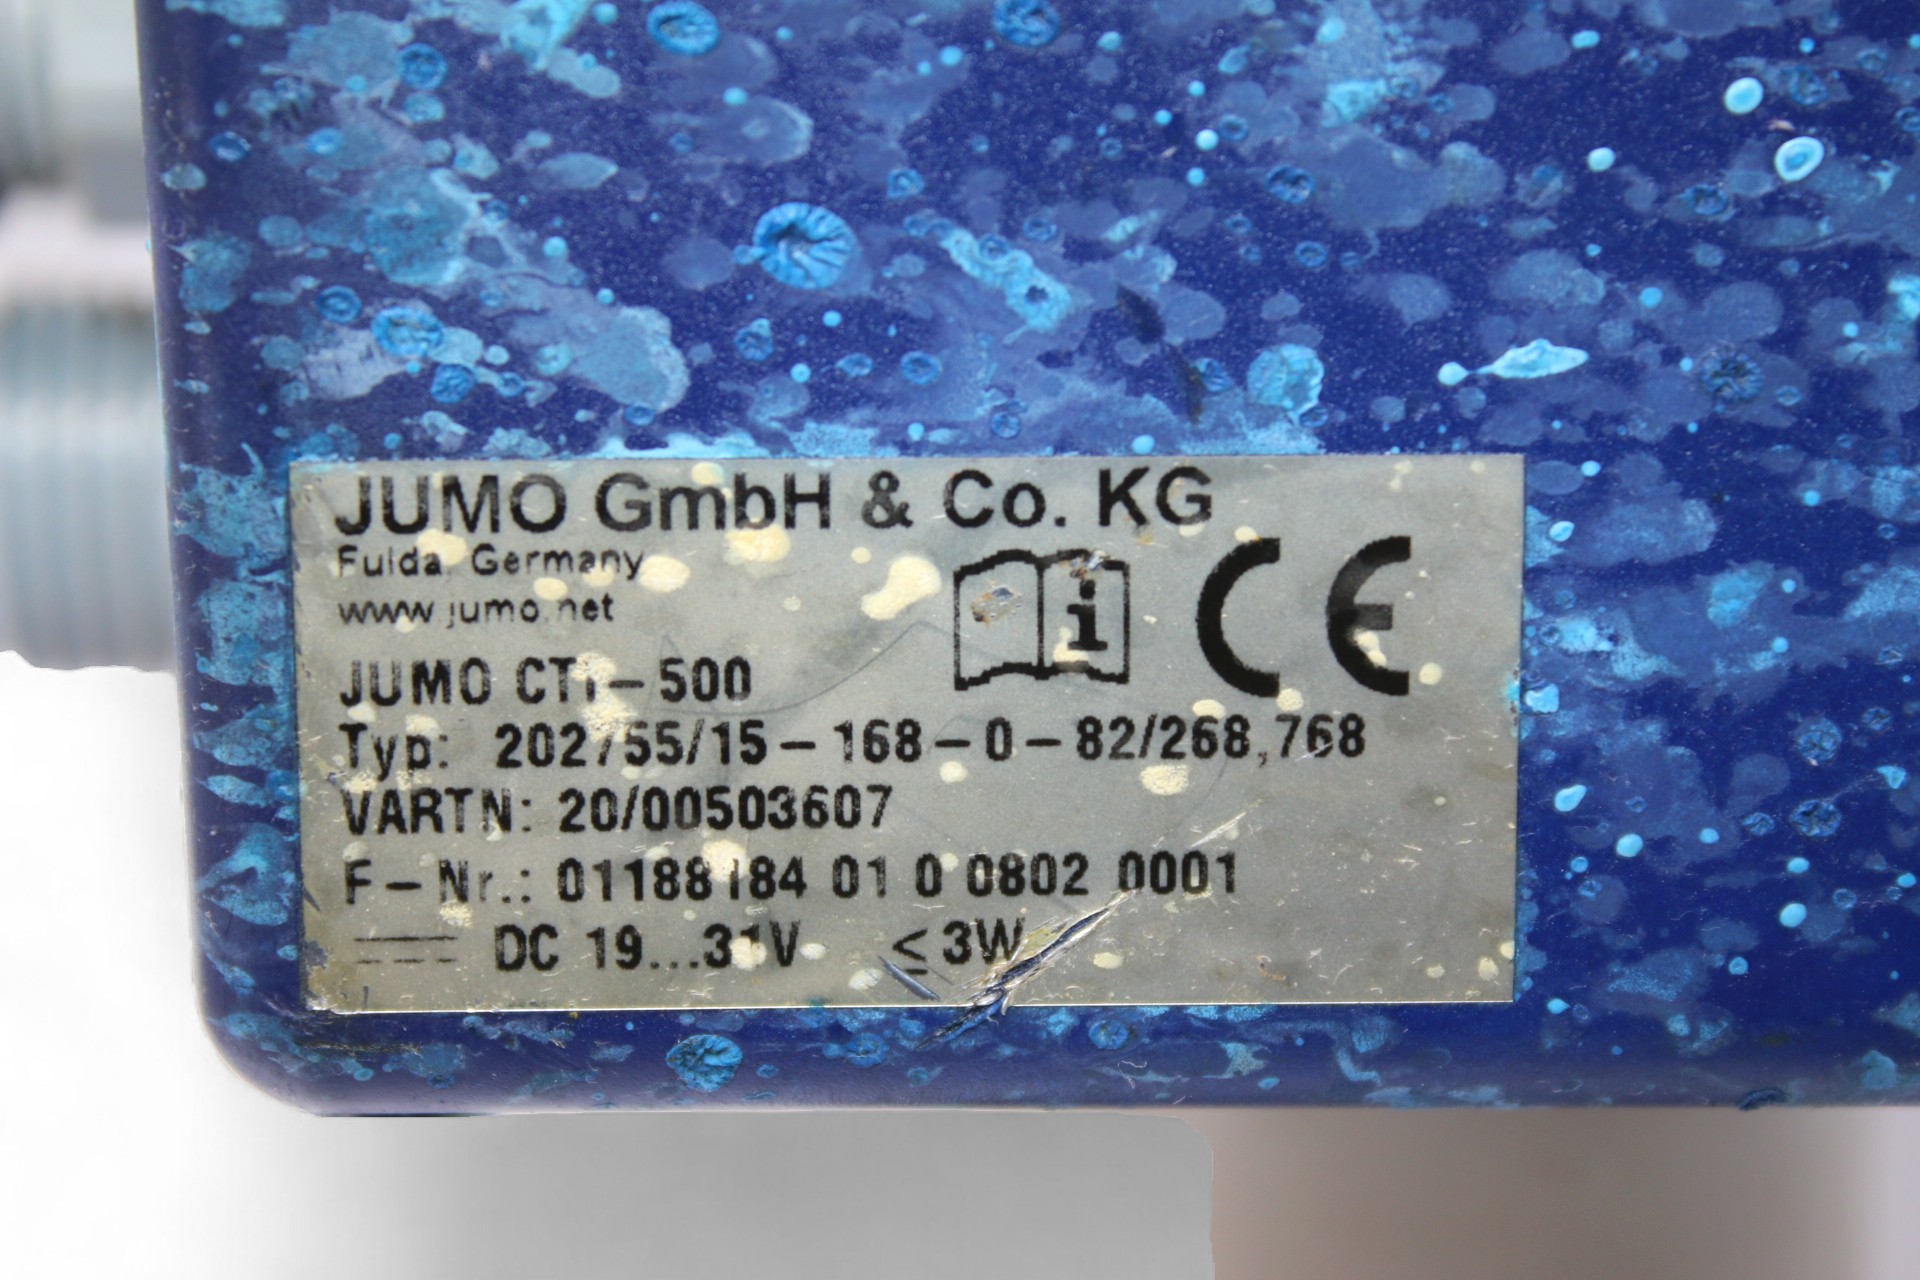 JUMO GmbH & Co. KG
Fulda, Germany
www.jumo.net
i CE
JUMO CTI-500
Typ: 202755/15-168-0-82/268,768
VARTN: 20/00503607
F-Nr.: 01188184 01 0 0802 0001
DC 19...31V ≤3W